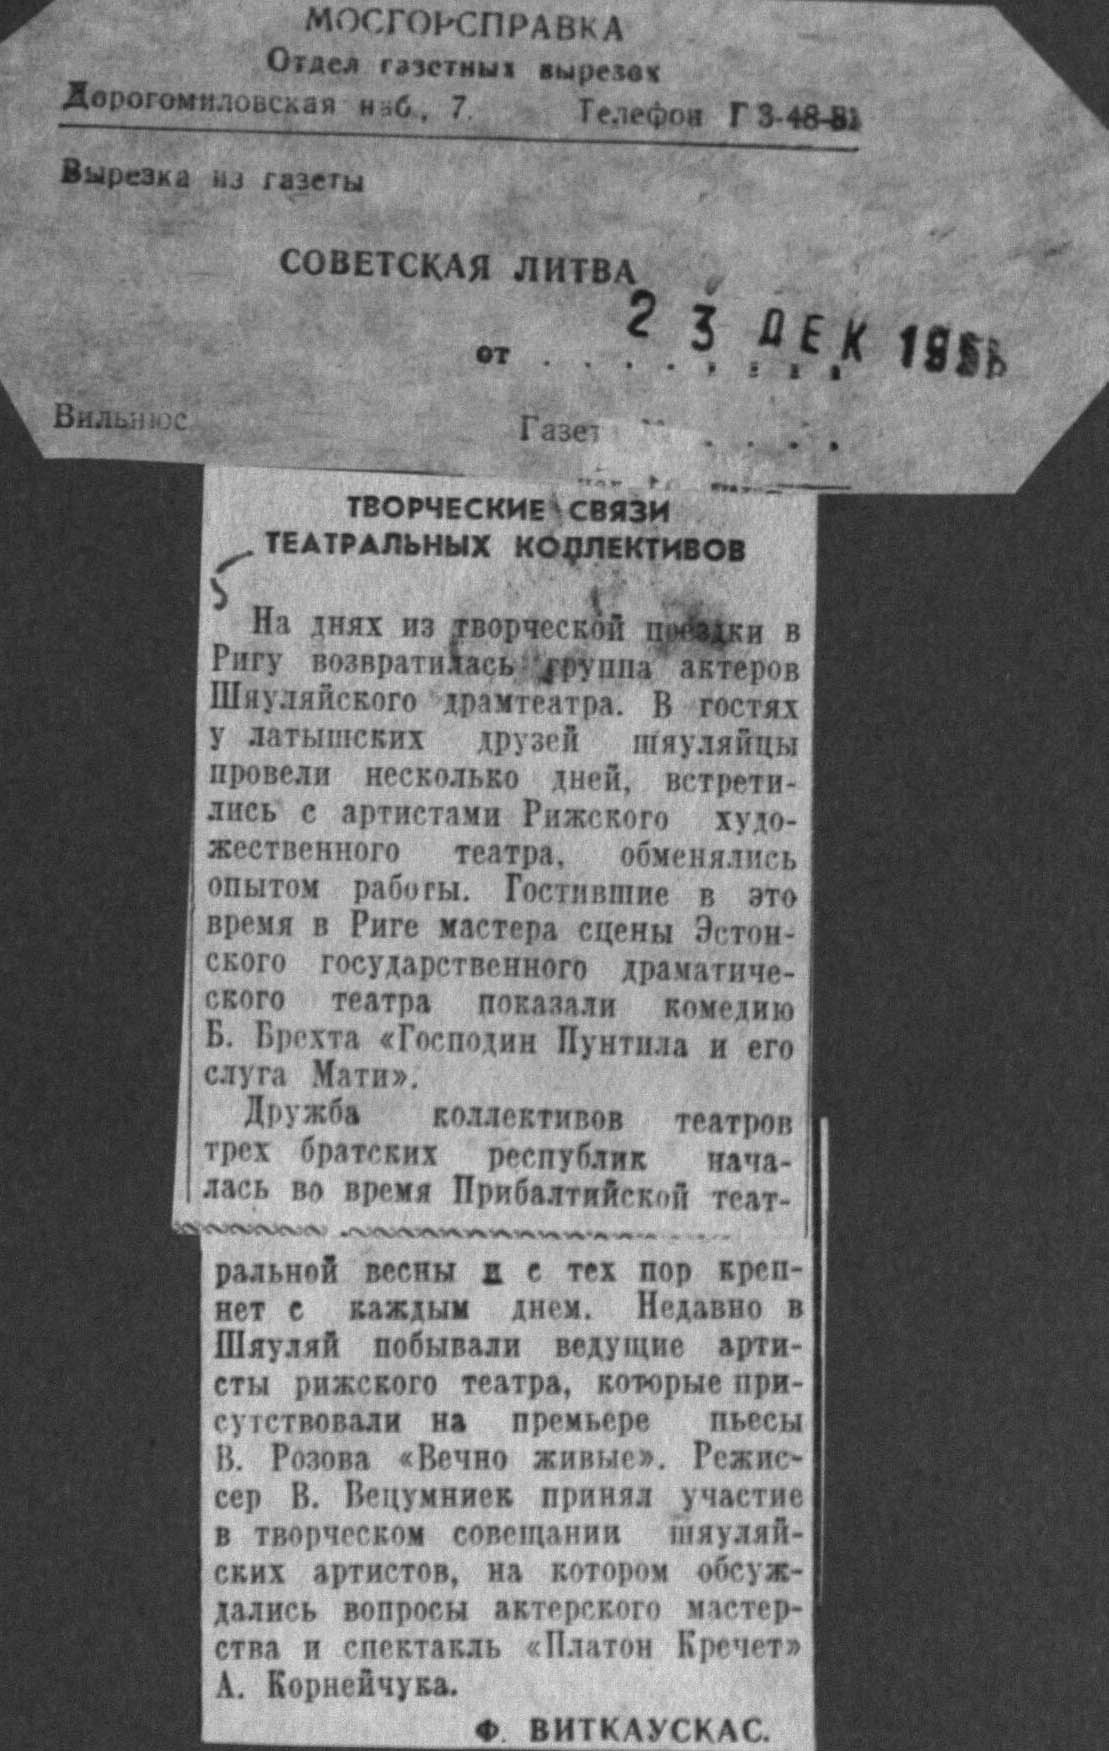 МОСГОРСПРАВКА
Отдел газетных вырезок
Дорогомиловская наб., 7. Телефон Г 3-48-81
Вырезка из газеты
СОВЕТСКАЯ ЛИТВА
23 ДЕК
от . . . . . . . .
Вильнюс Газет . . . .
ТВОРЧЕСКИЕ СВЯЗИ
ТЕАТРАЛЬНЫХ КОЛЛЕКТИВОВ
На днях из творческой поездки в
Ригу возвратилась группа актеров
Шяуляйского драмтеатра. В гостях
у латышских друзей шяуляйцы
провели несколько дней, встрети-
лись с артистами Рижского худо-
жественного театра, обменялись
опытом работы. Гостившие в это
время в Риге мастера сцены Эстон-
ского государственного драматиче-
ского театра показали комедию
Б. Брехта «Господин Пунтила и его
слуга Мати».
Дружба коллективов театров
трех братских республик нача-
лась во время Прибалтийской теат-
ральной весны и с тех пор креп-
нет с каждым днем. Недавно в
Шяуляй побывали ведущие арти-
сты рижского театра, которые при-
сутствовали на премьере пьесы
В. Розова «Вечно живые». Режис-
сер В. Вецумниек принял участие
в творческом совещании шяуляй-
ских артистов, на котором обсуж-
дались вопросы актерского мастер-
ства и спектакль «Платон Кречет»
А. Корнейчука.
Ф. ВИТКАУСКАС.